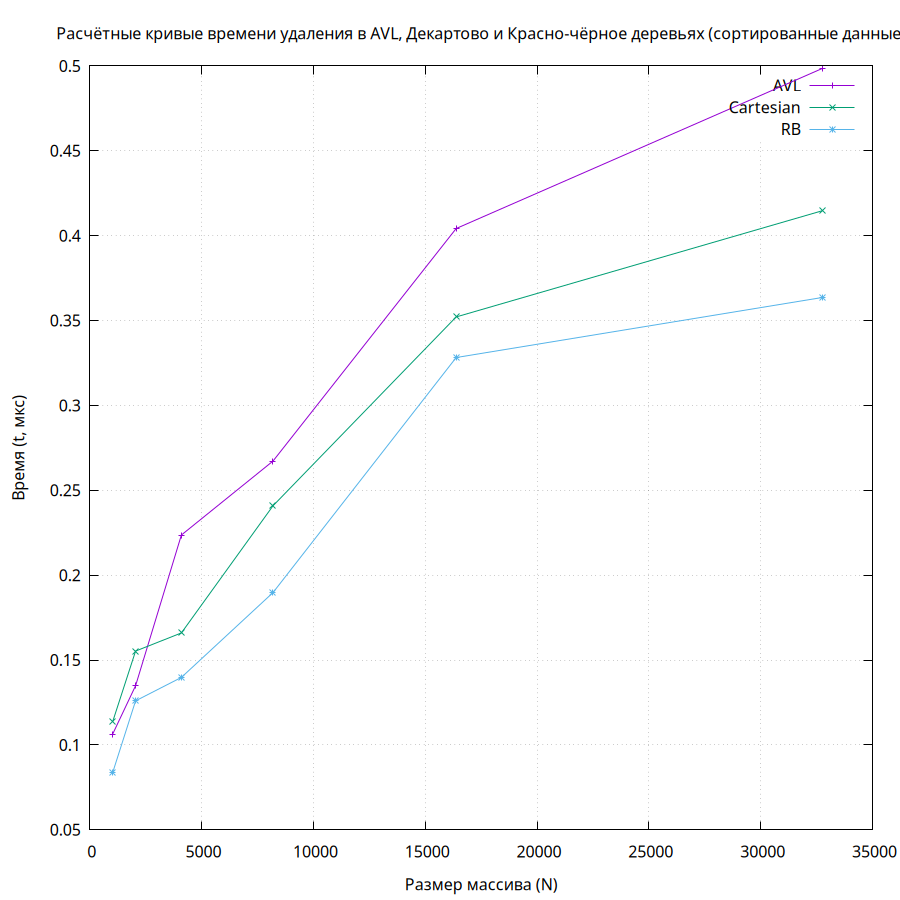 Расчётные кривые времени удаления в AVL, Декартово и Красно-чёрное деревьях (сортированные данные
0.5
AVL
Cartesian
RB
0.45
0.4
0.35
0.3
Время (t, мкс)
0.25
0.2
0.15
0.1
0.05
0 5000 10000 15000 20000 25000 30000 35000
Размер массива (N)